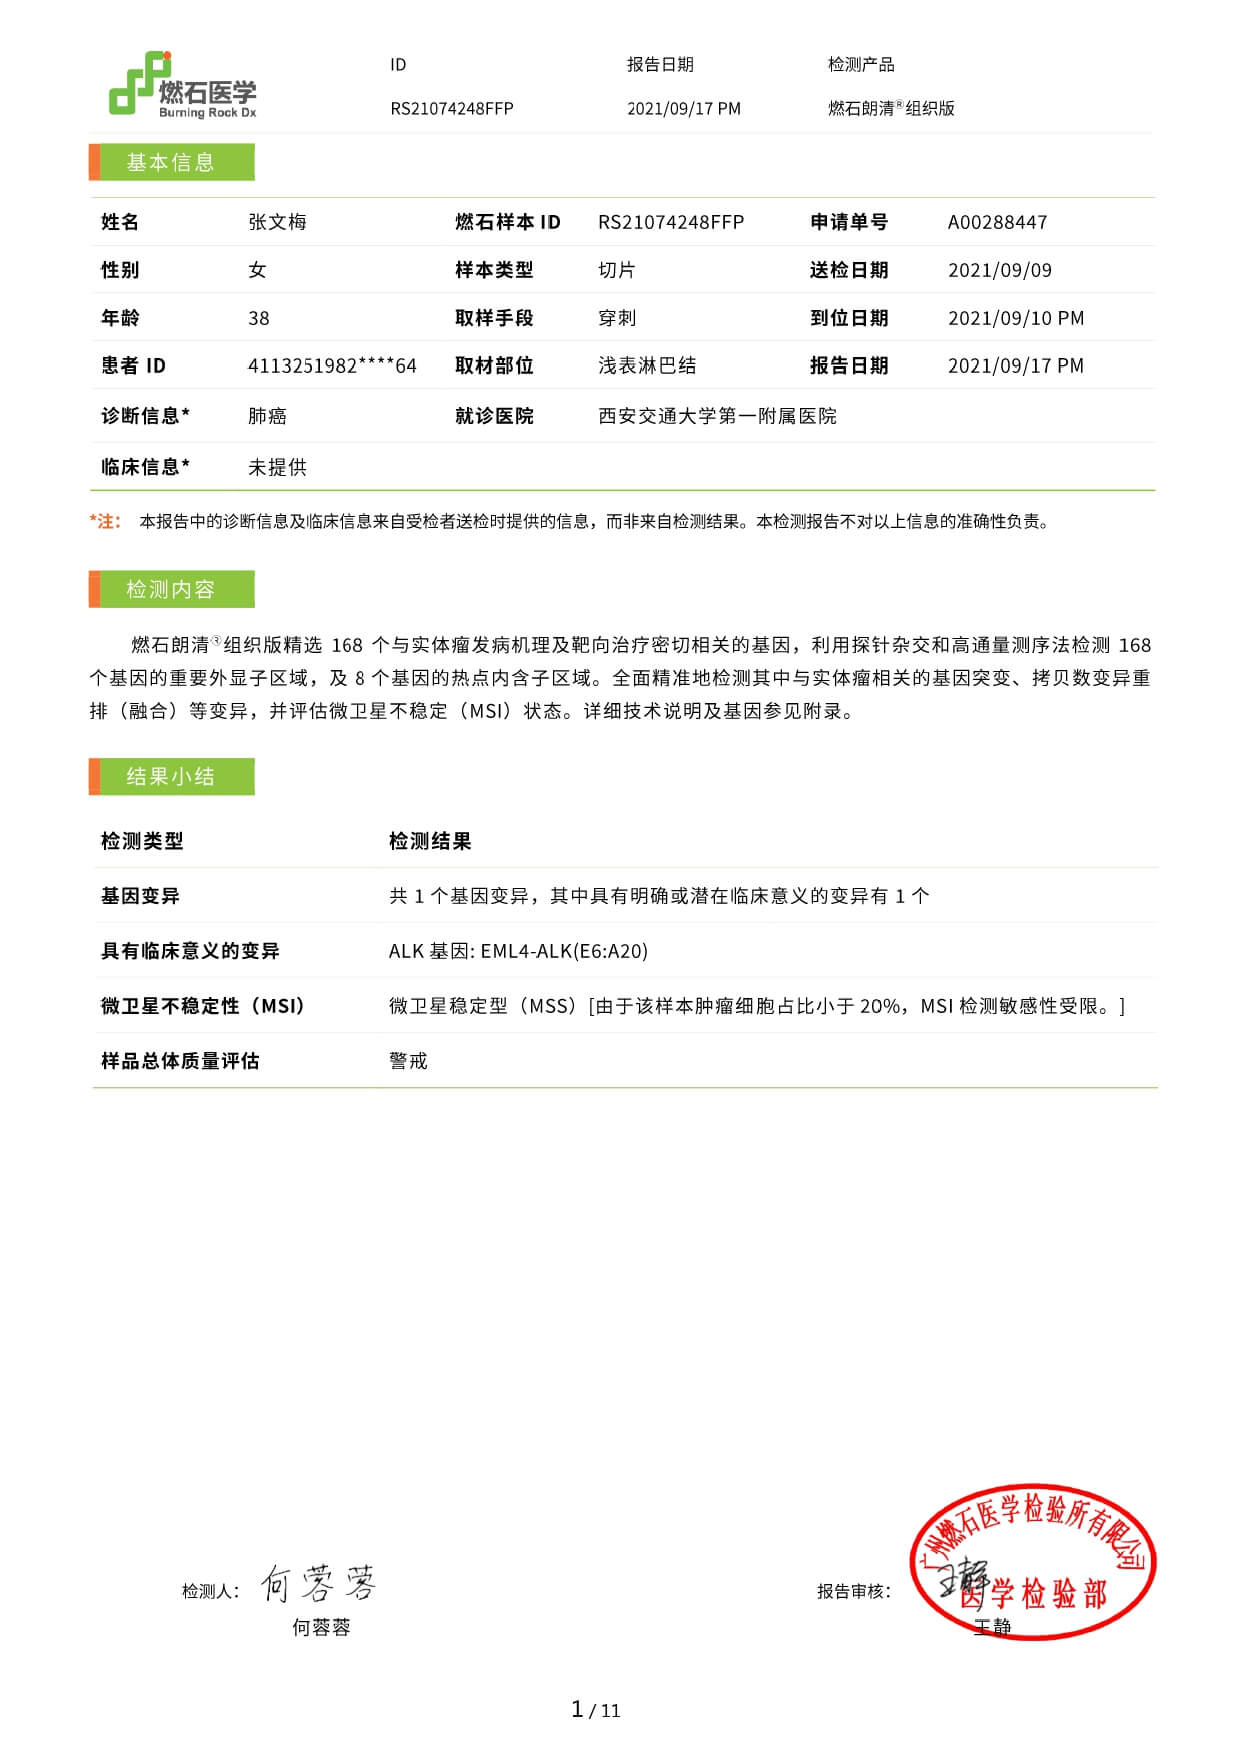 燃石医学
Burning Rock Dx
ID 报告日期 检测产品
RS21074248FFP 2021/09/17 PM 燃石朗清®组织版
基本信息
姓名 张文梅 燃石样本 ID RS21074248FFP 申请单号 A00288447
性别 女 样本类型 切片 送检日期 2021/09/09
年龄 38 取样手段 穿刺 到位日期 2021/09/10 PM
患者 ID 4113251982****64 取材部位 浅表淋巴结 报告日期 2021/09/17 PM
诊断信息* 肺癌 就诊医院 西安交通大学第一附属医院
临床信息* 未提供
*注： 本报告中的诊断信息及临床信息来自受检者送检时提供的信息，而非来自检测结果。本检测报告不对以上信息的准确性负责。
检测内容
燃石朗清®组织版精选 168 个与实体瘤发病机理及靶向治疗密切相关的基因，利用探针杂交和高通量测序法检测 168
个基因的重要外显子区域，及 8 个基因的热点内含子区域。全面精准地检测其中与实体瘤相关的基因突变、拷贝数变异重
排（融合）等变异，并评估微卫星不稳定（MSI）状态。详细技术说明及基因参见附录。
结果小结
检测类型 检测结果
基因变异 共 1 个基因变异，其中具有明确或潜在临床意义的变异有 1 个
具有临床意义的变异 ALK 基因: EML4-ALK(E6:A20)
微卫星不稳定性（MSI） 微卫星稳定型（MSS）[由于该样本肿瘤细胞占比小于 20%，MSI 检测敏感性受限。]
样品总体质量评估 警戒
广州燃石医学检验所有限公司
医学检验部
检测人： 何蓉蓉 报告审核： 王静
何蓉蓉 王静
1 / 11